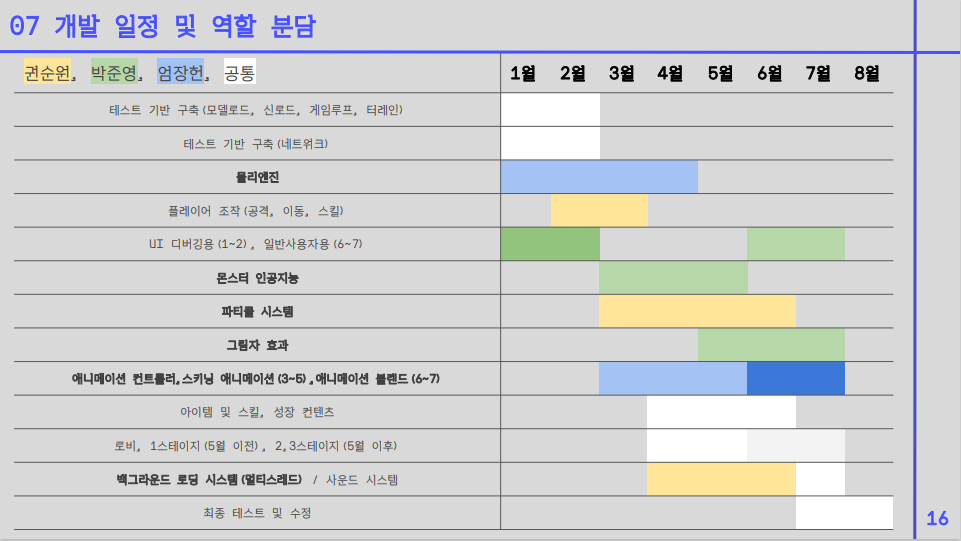 07 개발 일정 및 역할 분담
권순원, 박준영, 엄장헌, 공통
1월 2월 3월 4월 5월 6월 7월 8월
테스트 기반 구축(모델로드, 신로드, 게임루프, 터레인)
테스트 기반 구축(네트워크)
물리엔진
플레이어 조작(공격, 이동, 스킬)
UI 디버깅용(1~2), 일반사용자용(6~7)
몬스터 인공지능
파티클 시스템
그림자 효과
애니메이션 컨트롤러,스키닝 애니메이션(3~5),애니메이션 블렌드(6~7)
아이템 및 스킬, 성장 컨텐츠
로비, 1스테이지(5월 이전), 2,3스테이지(5월 이후)
백그라운드 로딩 시스템(멀티스레드) / 사운드 시스템
최종 테스트 및 수정
16